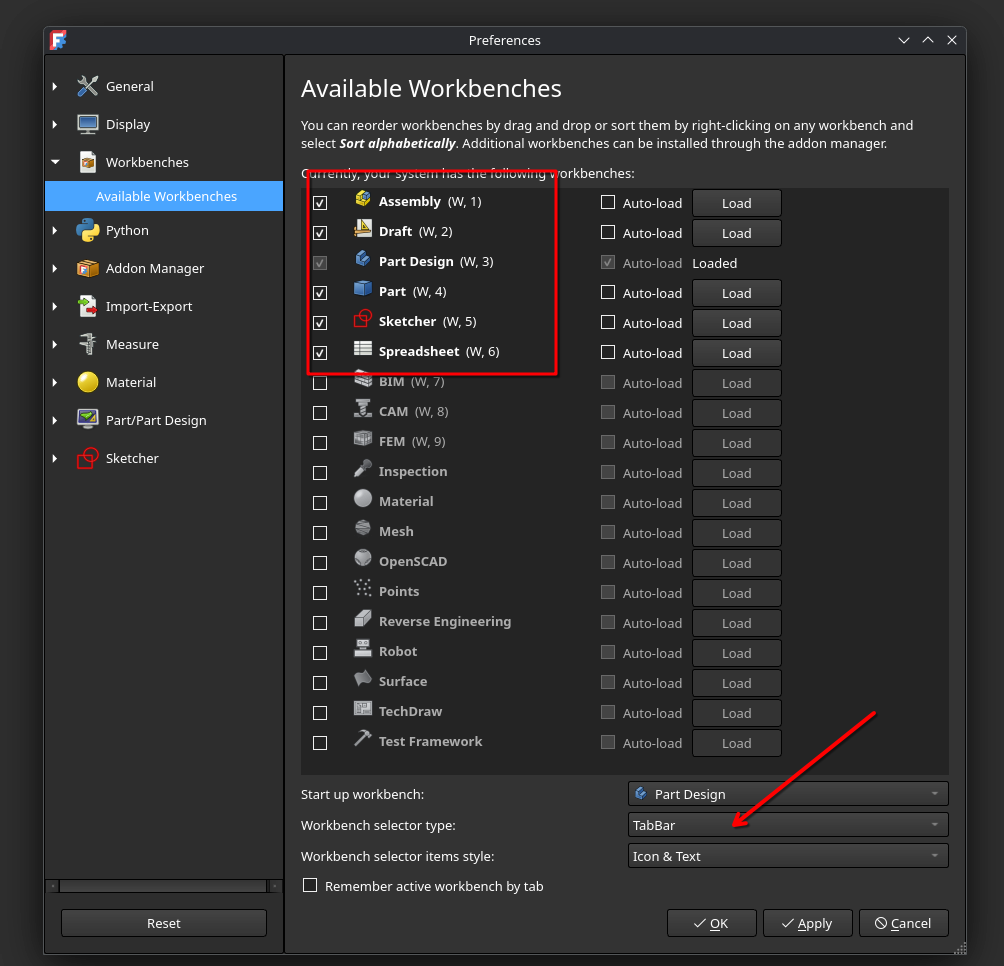 Preferences
General
Display
Workbenches
Available Workbenches
Python
Addon Manager
Import-Export
Measure
Material
Part/Part Design
Sketcher
Reset
Available Workbenches
You can reorder workbenches by drag and drop or sort them by right-clicking on any workbench and
select Sort alphabetically. Additional workbenches can be installed through the addon manager.
Currently, your system has the following workbenches:
Assembly (W, 1) Auto-load Load
Draft (W, 2) Auto-load Load
Part Design (W, 3) Auto-load Loaded
Part (W, 4) Auto-load Load
Sketcher (W, 5) Auto-load Load
Spreadsheet (W, 6) Auto-load Load
BIM (W, 7) Auto-load Load
CAM (W, 8) Auto-load Load
FEM (W, 9) Auto-load Load
Inspection Auto-load Load
Material Auto-load Load
Mesh Auto-load Load
OpenSCAD Auto-load Load
Points Auto-load Load
Reverse Engineering Auto-load Load
Robot Auto-load Load
Surface Auto-load Load
TechDraw Auto-load Load
Test Framework Auto-load Load
Start up workbench: Part Design
Workbench selector type: TabBar
Workbench selector items style: Icon & Text
Remember active workbench by tab
OK Apply Cancel